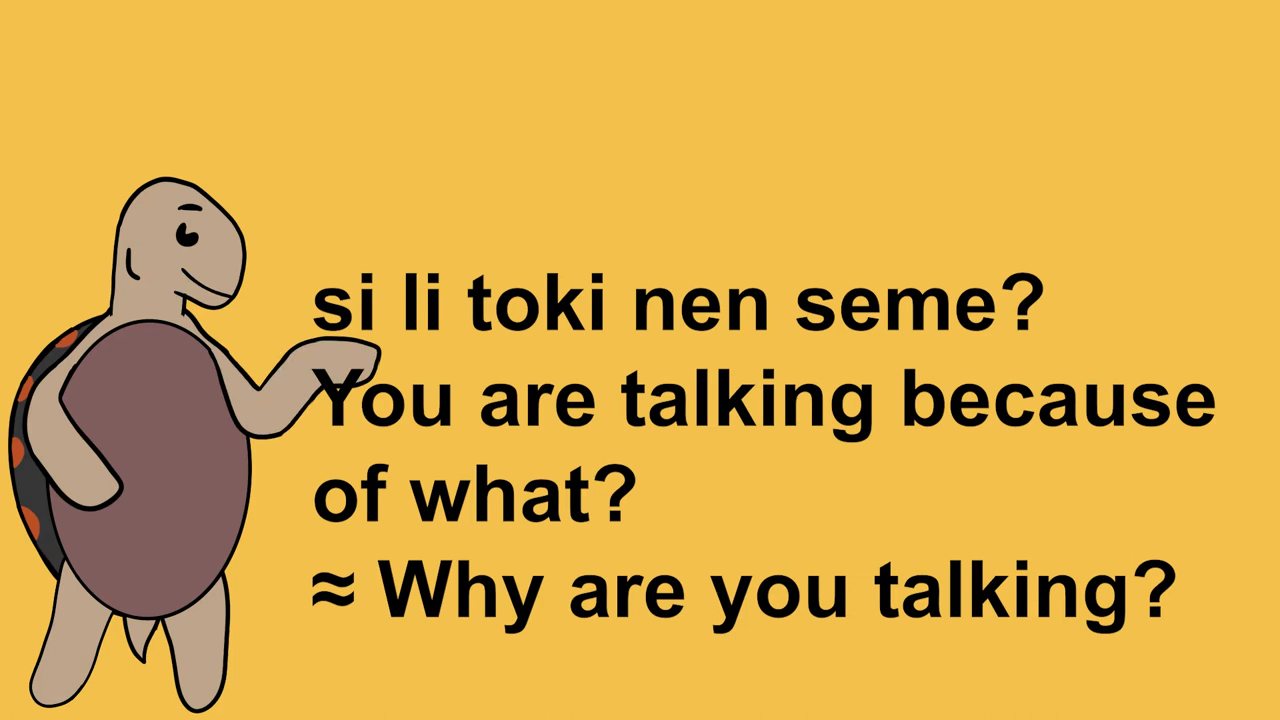 si li toki nen seme?
You are talking because
of what?
≈ Why are you talking?